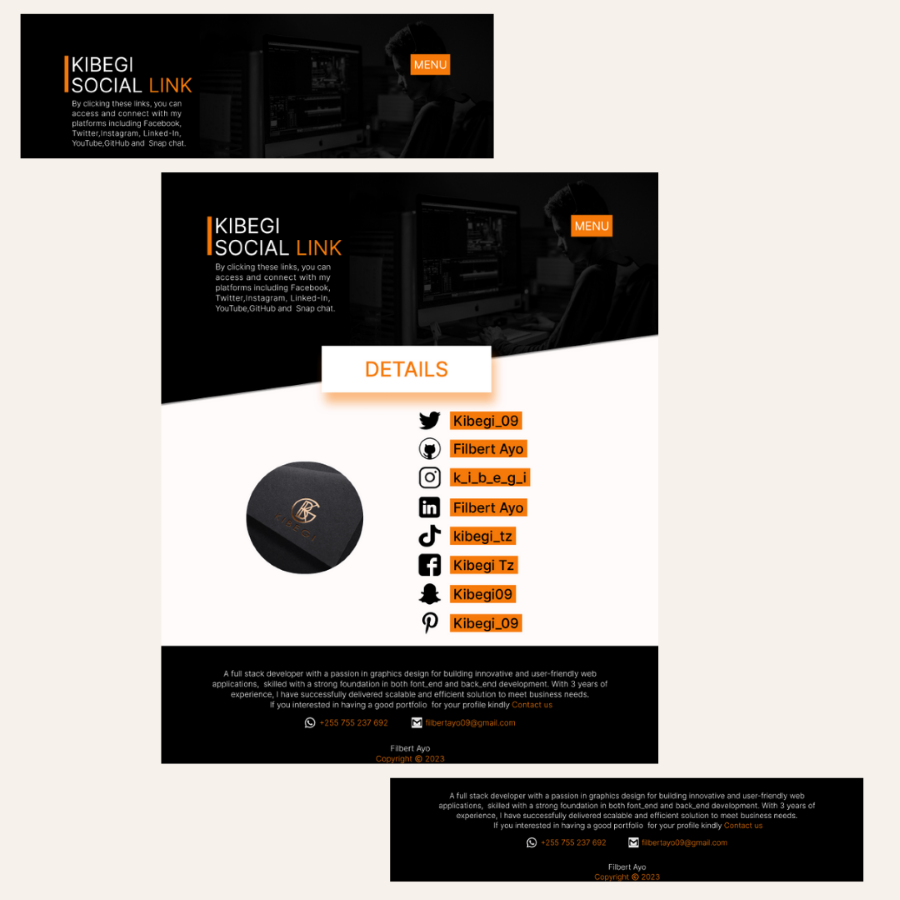 KIBEGI
SOCIAL LINK
MENU
By clicking these links, you can
access and connect with my
platforms including Facebook,
Twitter,Instagram, Linked-In,
YouTube,GitHub and Snap chat.
KIBEGI
SOCIAL LINK
MENU
By clicking these links, you can
access and connect with my
platforms including Facebook,
Twitter,Instagram, Linked-In,
YouTube,GitHub and Snap chat.
DETAILS
Kibegi_09
Filbert Ayo
k_i_b_e_g_i
Filbert Ayo
kibegi_tz
Kibegi Tz
Kibegi09
Kibegi_09
KIBEGI
A full stack developer with a passion in graphics design for building innovative and user-friendly web
applications, skilled with a strong foundation in both font_end and back_end development. With 3 years of
experience, I have successfully delivered scalable and efficient solution to meet business needs.
If you interested in having a good portfolio for your profile kindly Contact us
+255 755 237 692 filbertayo09@gmail.com
Filbert Ayo
Copyright © 2023
A full stack developer with a passion in graphics design for building innovative and user-friendly web
applications, skilled with a strong foundation in both font_end and back_end development. With 3 years of
experience, I have successfully delivered scalable and efficient solution to meet business needs.
If you interested in having a good portfolio for your profile kindly Contact us
+255 755 237 692 filbertayo09@gmail.com
Filbert Ayo
Copyright © 2023